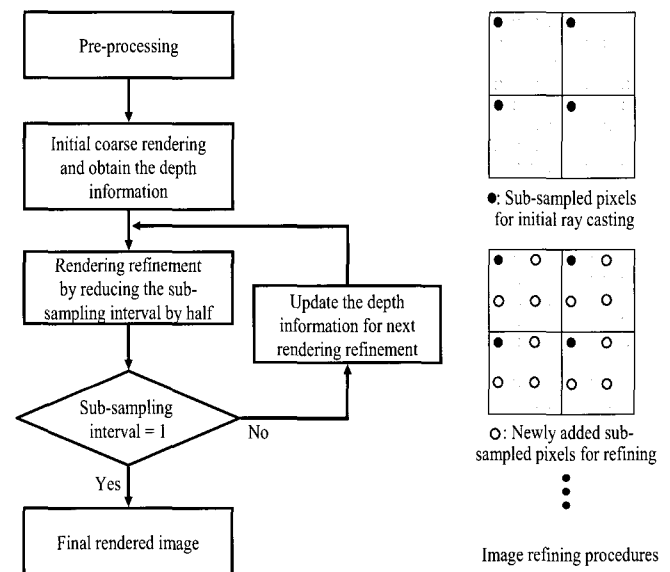 Pre-processing
Initial coarse rendering
and obtain the depth
information
Rendering refinement
by reducing the sub-
sampling interval by half
Update the depth
information for next
rendering refinement
Sub-sampling
interval = 1
No
Yes
Final rendered image
●: Sub-sampled pixels
for initial ray casting
○: Newly added sub-
sampled pixels for refining
Image refining procedures